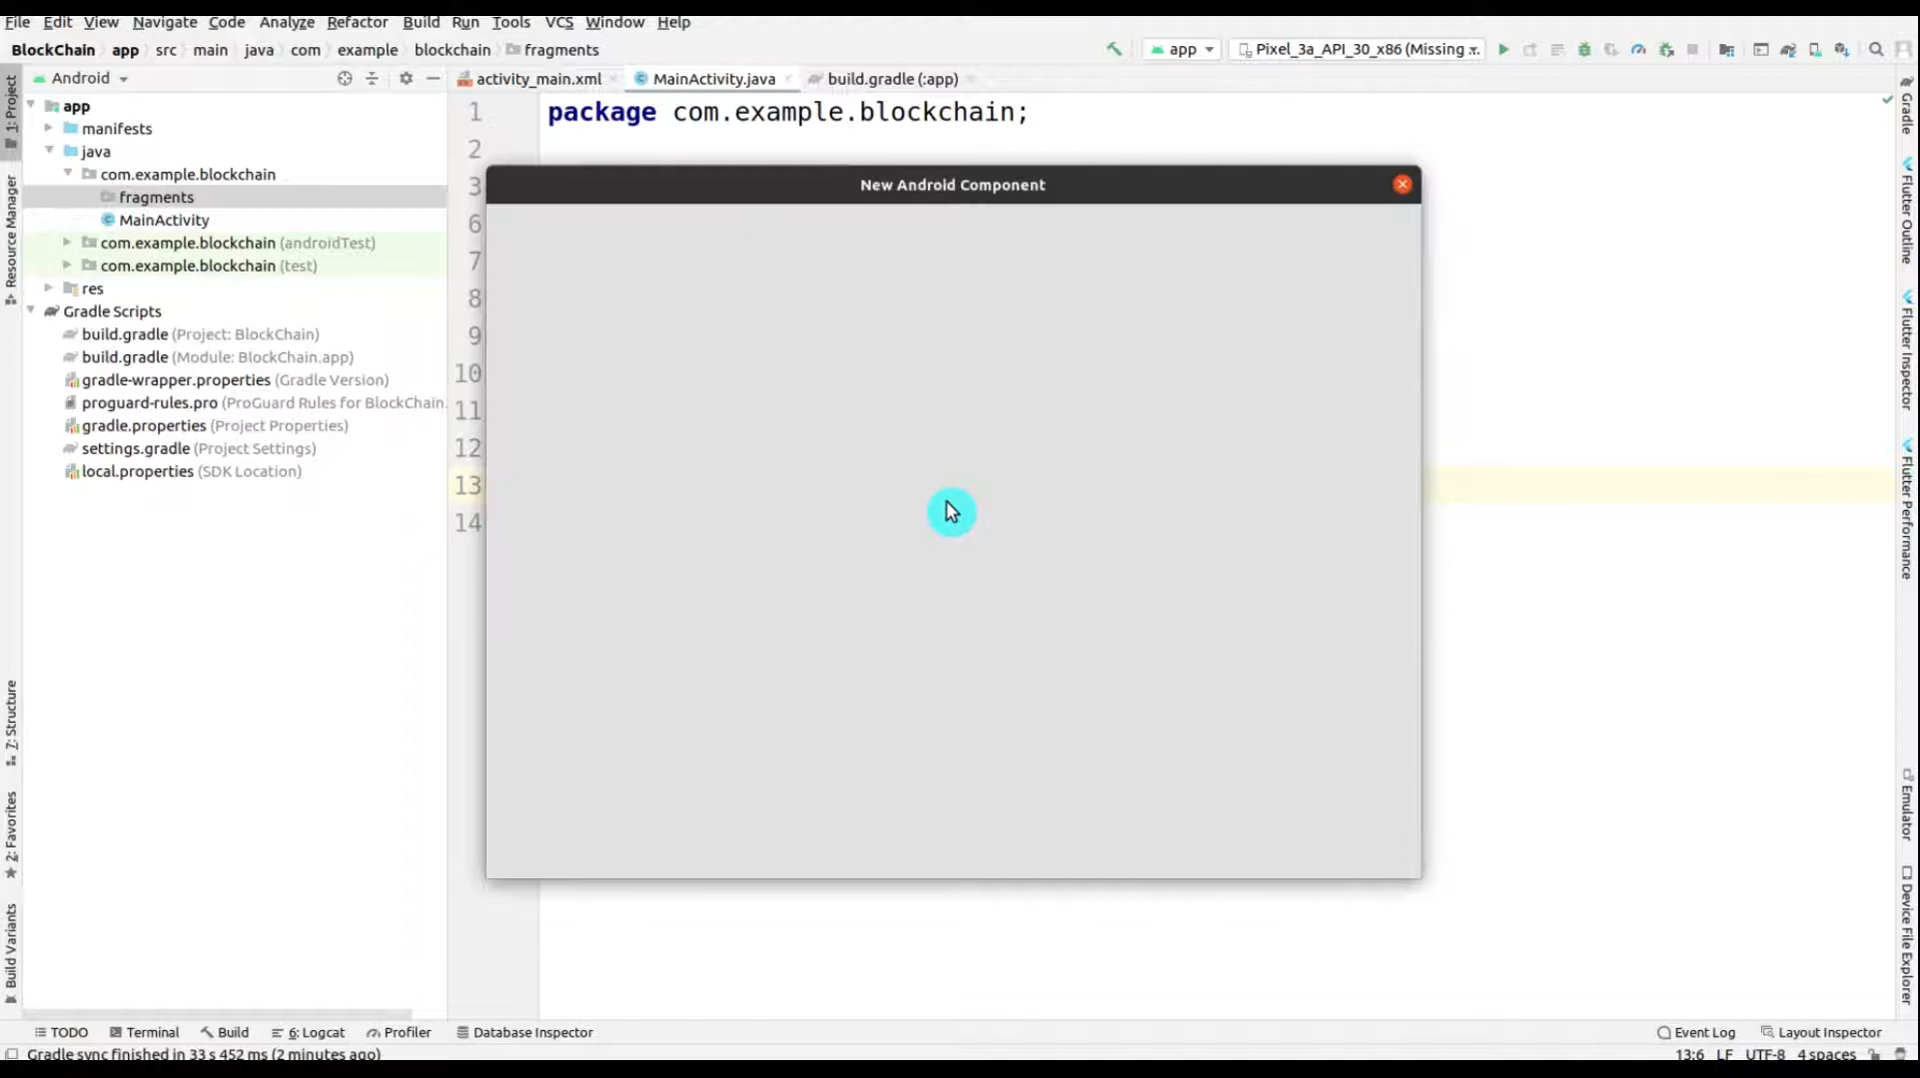 File Edit View Navigate Code Analyze Refactor Build Run Tools VCS Window Help
BlockChain app src main java com example blockchain fragments
app Pixel_3a_API_30_x86 (Missing
Android
activity_main.xml MainActivity.java build.gradle (:app)
1: Project
Resource Manager
7: Structure
2: Favorites
Build Variants
app
manifests
java
com.example.blockchain
fragments
MainActivity
com.example.blockchain (androidTest)
com.example.blockchain (test)
res
Gradle Scripts
build.gradle (Project: BlockChain)
build.gradle (Module: BlockChain.app)
gradle-wrapper.properties (Gradle Version)
proguard-rules.pro (ProGuard Rules for BlockChain.
gradle.properties (Project Properties)
settings.gradle (Project Settings)
local.properties (SDK Location)
1 package com.example.blockchain;
2
3
6
7
8
9
10
11
12
13
14
New Android Component
Gradle
Flutter Outline
Flutter Inspector
Flutter Performance
Emulator
Device File Explorer
TODO Terminal Build 6: Logcat Profiler Database Inspector Event Log Layout Inspector
Gradle sync finished in 33 s 452 ms (2 minutes ago) 13:6 LF UTF-8 4 spaces